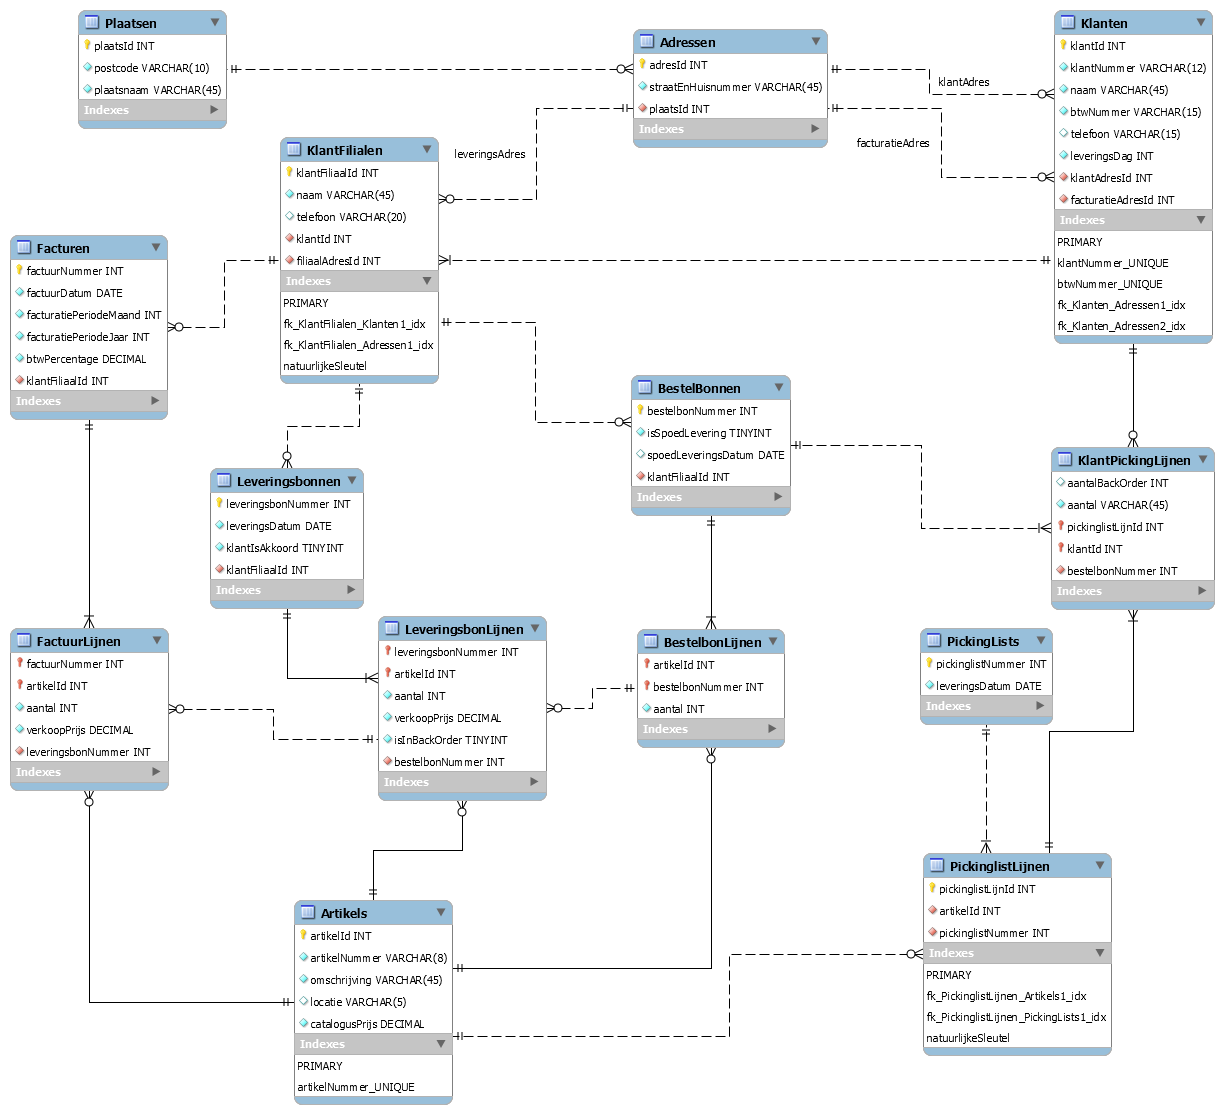 Plaatsen
plaatsId INT
postcode VARCHAR(10)
plaatsnaam VARCHAR(45)
Indexes
Adressen
adresId INT
straatEnHuisnummer VARCHAR(45)
plaatsId INT
Indexes
Klanten
klantId INT
klantNummer VARCHAR(12)
naam VARCHAR(45)
btwNummer VARCHAR(15)
telefoon VARCHAR(15)
leveringsDag INT
klantAdresId INT
facturatieAdresId INT
Indexes
PRIMARY
klantNummer_UNIQUE
btwNummer_UNIQUE
fk_Klanten_Adressen1_idx
fk_Klanten_Adressen2_idx
klantAdres
facturatieAdres
leveringsAdres
KlantFilialen
klantFiliaalId INT
naam VARCHAR(45)
telefoon VARCHAR(20)
klantId INT
filiaalAdresId INT
Indexes
PRIMARY
fk_KlantFilialen_Klanten1_idx
fk_KlantFilialen_Adressen1_idx
natuurlijkeSleutel
Facturen
factuurNummer INT
factuurDatum DATE
facturatiePeriodeMaand INT
facturatiePeriodeJaar INT
btwPercentage DECIMAL
klantFiliaalId INT
Indexes
BestelBonnen
bestelbonNummer INT
isSpoedLevering TINYINT
spoedLeveringsDatum DATE
klantFiliaalId INT
Indexes
Leveringsbonnen
leveringsbonNummer INT
leveringsDatum DATE
klantIsAkkoord TINYINT
klantFiliaalId INT
Indexes
KlantPickingLijnen
aantalBackOrder INT
aantal VARCHAR(45)
pickinglistLijnId INT
klantId INT
bestelbonNummer INT
Indexes
FactuurLijnen
factuurNummer INT
artikelId INT
aantal INT
verkoopPrijs DECIMAL
leveringsbonNummer INT
Indexes
LeveringsbonLijnen
leveringsbonNummer INT
artikelId INT
aantal INT
verkoopPrijs DECIMAL
isInBackOrder TINYINT
bestelbonNummer INT
Indexes
BestelbonLijnen
artikelId INT
bestelbonNummer INT
aantal INT
Indexes
PickingLists
pickinglistNummer INT
leveringsDatum DATE
Indexes
PickinglistLijnen
pickinglistLijnId INT
artikelId INT
pickinglistNummer INT
Indexes
PRIMARY
fk_PickinglistLijnen_Artikels1_idx
fk_PickinglistLijnen_PickingLists1_idx
natuurlijkeSleutel
Artikels
artikelId INT
artikelNummer VARCHAR(8)
omschrijving VARCHAR(45)
locatie VARCHAR(5)
catalogusPrijs DECIMAL
Indexes
PRIMARY
artikelNummer_UNIQUE